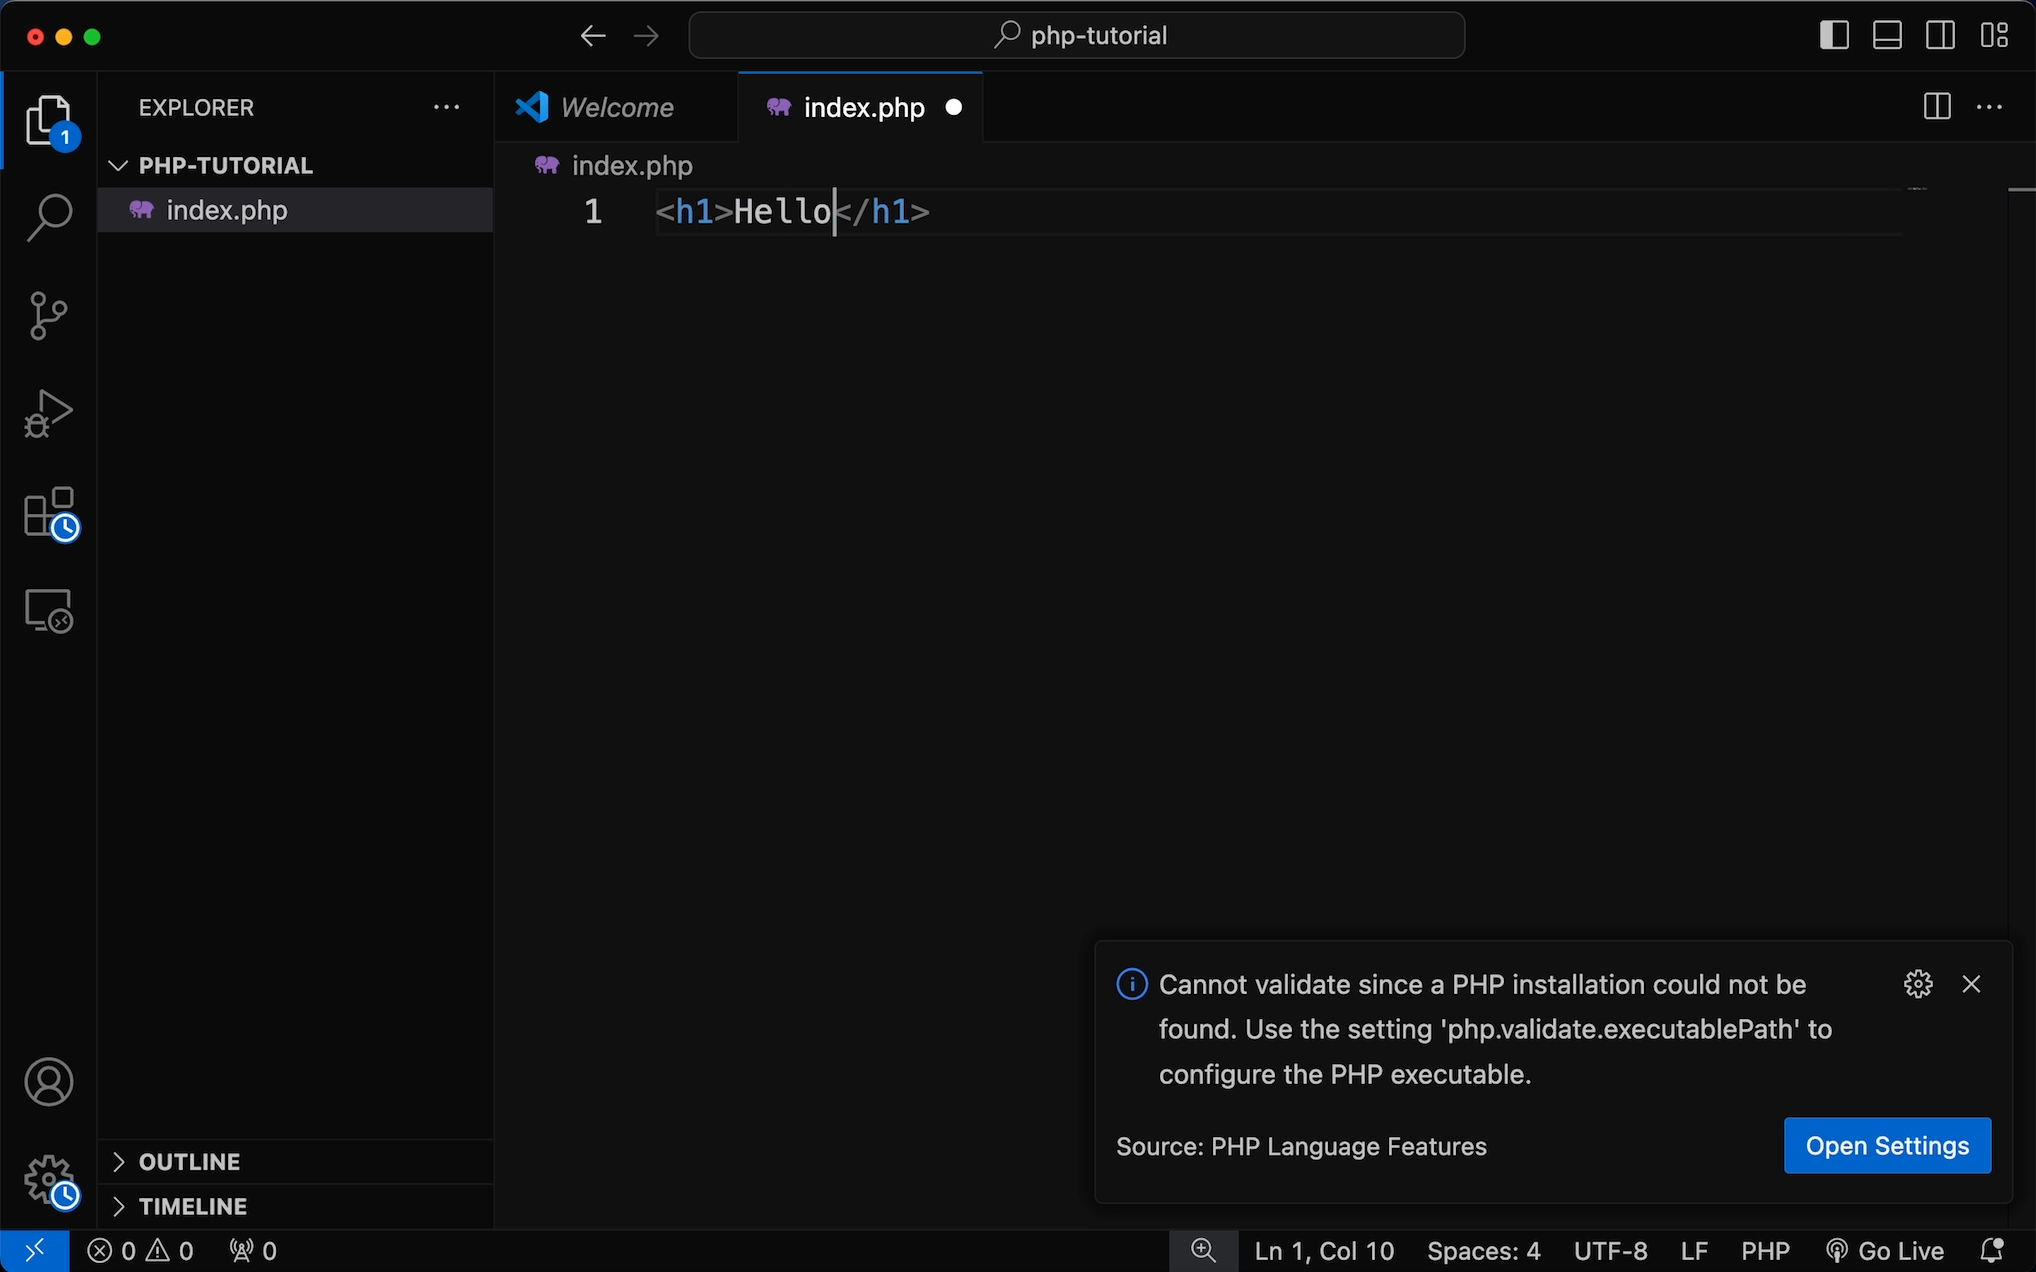 php-tutorial
EXPLORER
Welcome
index.php
1
PHP-TUTORIAL
index.php
index.php
1 <h1>Hello</h1>
Cannot validate since a PHP installation could not be
found. Use the setting 'php.validate.executablePath' to
configure the PHP executable.
Source: PHP Language Features
Open Settings
OUTLINE
TIMELINE
0 0 0 Ln 1, Col 10 Spaces: 4 UTF-8 LF PHP Go Live